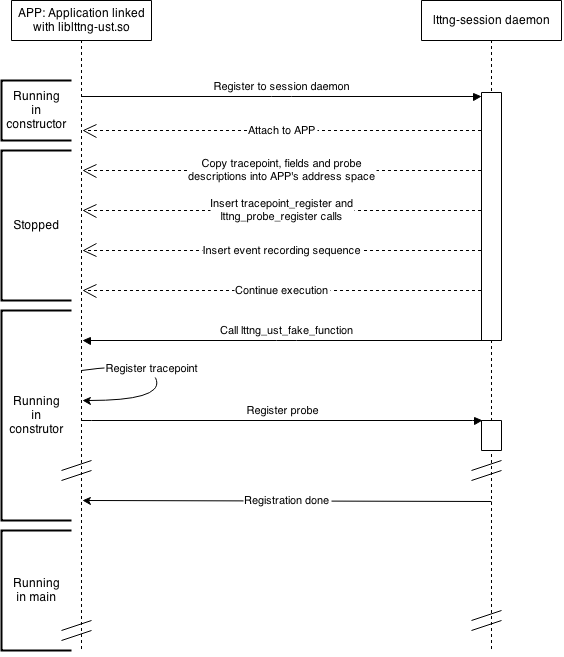 APP: Application linked
with liblttng-ust.so
lttng-session daemon
Running
in
constructor
Register to session daemon
Attach to APP
Stopped
Copy tracepoint, fields and probe
descriptions into APP's address space
Insert tracepoint_register and
lttng_probe_register calls
Insert event recording sequence
Continue execution
Running
in
construtor
Call lttng_ust_fake_function
Register tracepoint
Register probe
Registration done
Running
in main